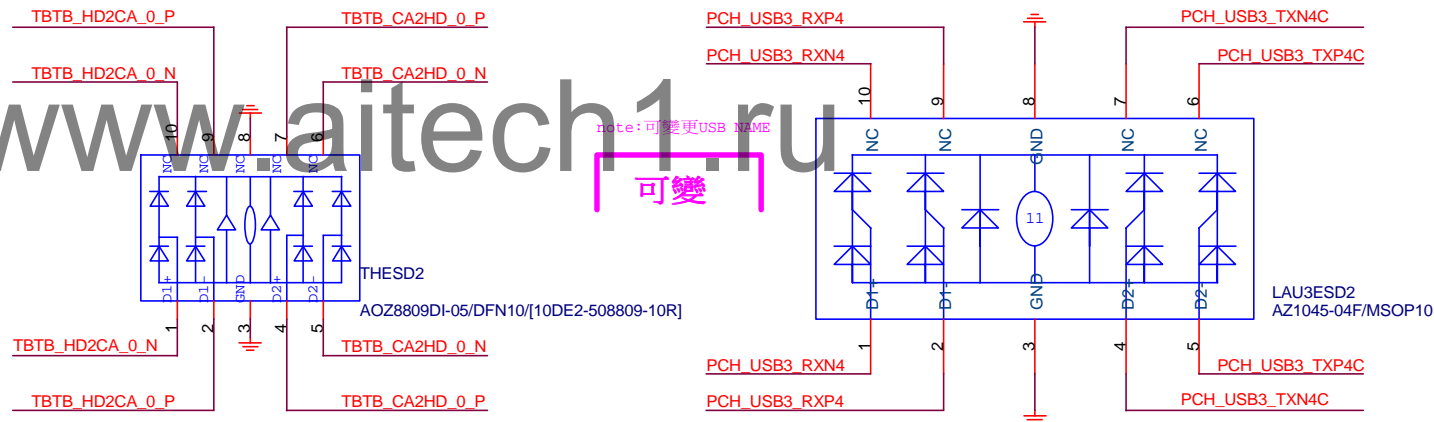 TBTB_HD2CA_0_P
TBTB_CA2HD_0_P
TBTB_HD2CA_0_N
TBTB_CA2HD_0_N
10
9
8
7
6
NC
NC
NC
NC
NC
D1+
D1-
GND
D2+
D2-
THESD2
AOZ8809DI-05/DFN10/[10DE2-508809-10R]
1
2
3
4
5
TBTB_HD2CA_0_N
TBTB_CA2HD_0_N
TBTB_HD2CA_0_P
TBTB_CA2HD_0_P
www.aitech1.ru
note:可變更USB NAME
可變
PCH_USB3_RXP4
PCH_USB3_TXN4C
PCH_USB3_RXN4
PCH_USB3_TXP4C
10
9
8
7
6
NC
NC
GND
NC
NC
11
D1+
D1-
GND
D2+
D2-
LAU3ESD2
AZ1045-04F/MSOP10
1
2
3
4
5
PCH_USB3_RXN4
PCH_USB3_TXP4C
PCH_USB3_RXP4
PCH_USB3_TXN4C